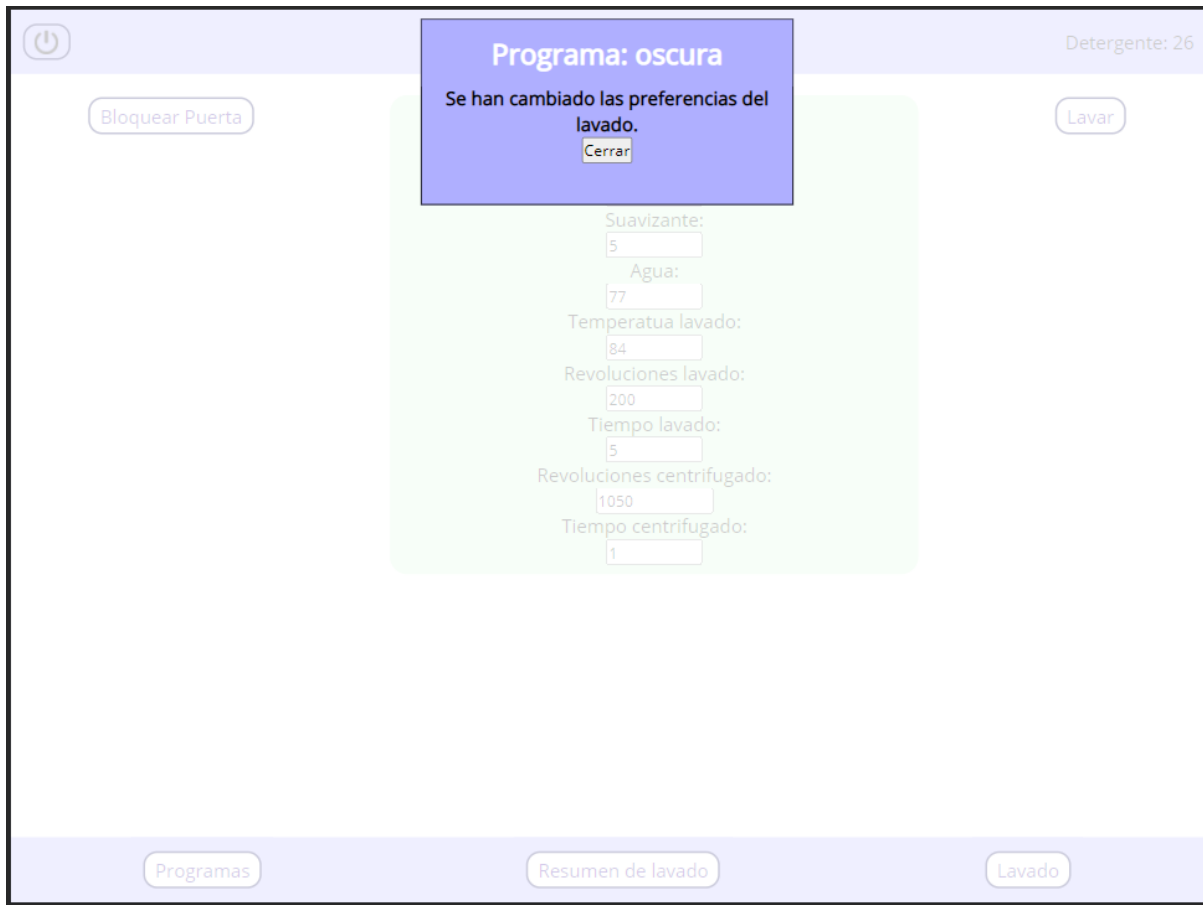 Programa: oscura
Detergente: 26
Se han cambiado las preferencias del
lavado.
Cerrar
Bloquear Puerta
Lavar
Suavizante:
5
Agua:
77
Temperatua lavado:
84
Revoluciones lavado:
200
Tiempo lavado:
5
Revoluciones centrifugado:
1050
Tiempo centrifugado:
1
Programas
Resumen de lavado
Lavado